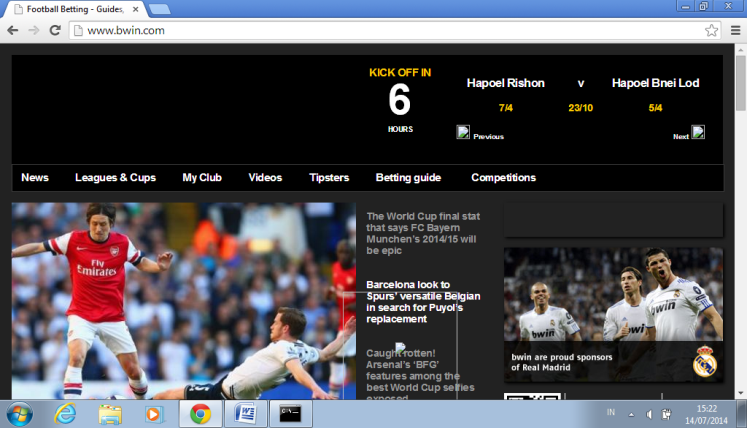 Football Betting - Guides,
www.bwin.com
KICK OFF IN
6
HOURS
Hapoel Rishon v Hapoel Bnei Lod
7/4 23/10 5/4
Previous Next
News Leagues & Cups My Club Videos Tipsters Betting guide Competitions
The World Cup final stat
that says FC Bayern
Munchen's 2014/15 will
be epic
Barcelona look to
Spurs' versatile Belgian
in search for Puyol's
replacement
Caught rotten!
Arsenal's 'BFG'
features among the
best World Cup selfies
exposed
Fly
Emirates
bwin
bwin
bwin
bwin are proud sponsors
of Real Madrid
IN
15:22
14/07/2014